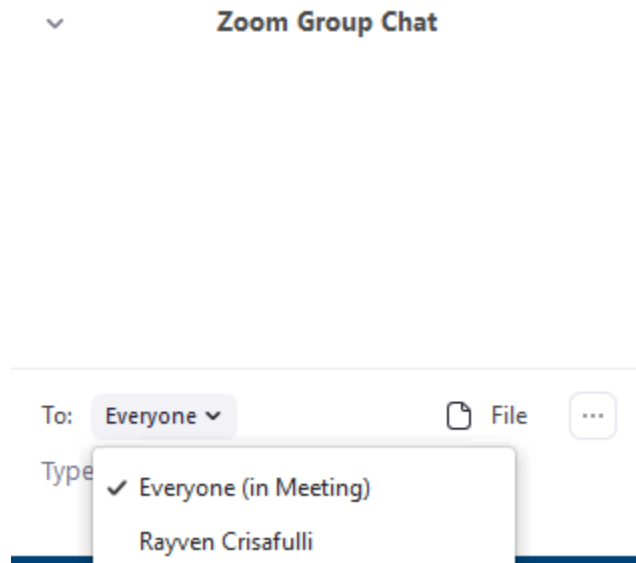 Zoom Group Chat
To: Everyone File ...
Type
Everyone (in Meeting)
Rayven Crisafulli